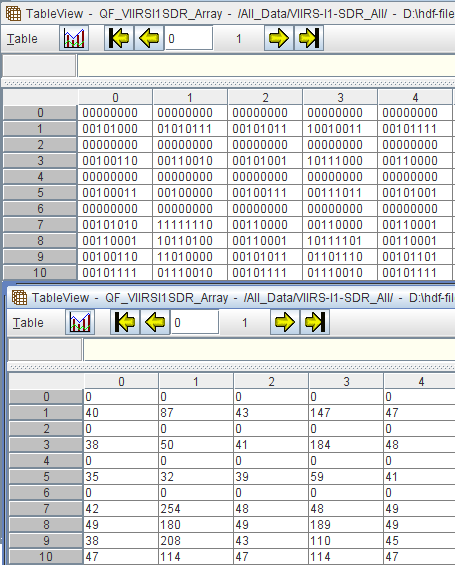 TableView - QF_VIIRSI1SDR_Array - /All_Data/VIIRS-I1-SDR_All/ - D:\hdf-file
Table 0 1
0 1 2 3 4
0 00000000 00000000 00000000 00000000 00000000
1 00101000 01010111 00101011 10010011 00101111
2 00000000 00000000 00000000 00000000 00000000
3 00100110 00110010 00101001 10111000 00110000
4 00000000 00000000 00000000 00000000 00000000
5 00100011 00100000 00100111 00111011 00101001
6 00000000 00000000 00000000 00000000 00000000
7 00101010 11111110 00110000 00110000 00110001
8 00110001 10110100 00110001 10111101 00110001
9 00100110 11010000 00101011 01101110 00101101
10 00101111 01110010 00101111 01110010 00101111
TableView - QF_VIIRSI1SDR_Array - /All_Data/VIIRS-I1-SDR_All/ - D:\hdf-fil
Table 0 1
0 1 2 3 4
0 0 0 0 0 0
1 40 87 43 147 47
2 0 0 0 0 0
3 38 50 41 184 48
4 0 0 0 0 0
5 35 32 39 59 41
6 0 0 0 0 0
7 42 254 48 48 49
8 49 180 49 189 49
9 38 208 43 110 45
10 47 114 47 114 47